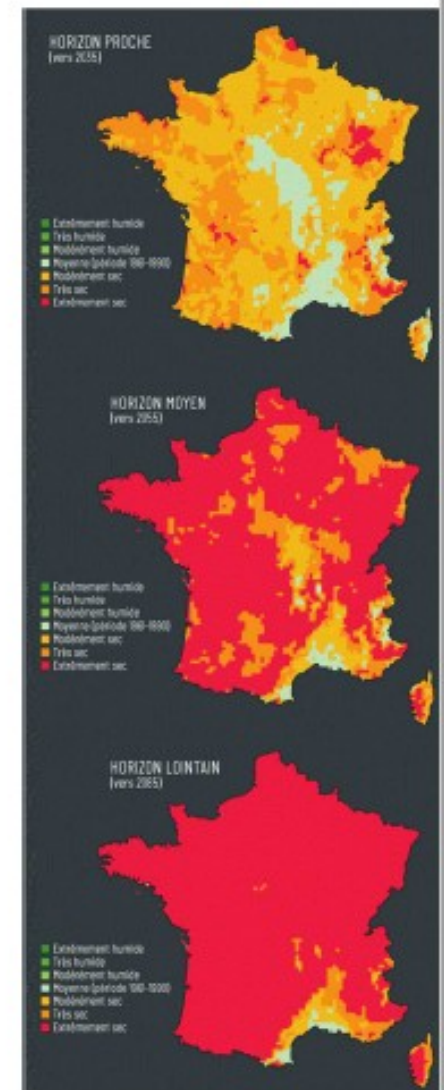 HORIZON PROCHE
(vers 2035)
Extrêmement humide
Très humide
Modérément humide
Moyenne (période 1961-1990)
Modérément sec
Très sec
Extrêmement sec
HORIZON MOYEN
(vers 2055)
Extrêmement humide
Très humide
Modérément humide
Moyenne (période 1961-1990)
Modérément sec
Très sec
Extrêmement sec
HORIZON LOINTAIN
(vers 2085)
Extrêmement humide
Très humide
Modérément humide
Moyenne (période 1961-1990)
Modérément sec
Très sec
Extrêmement sec